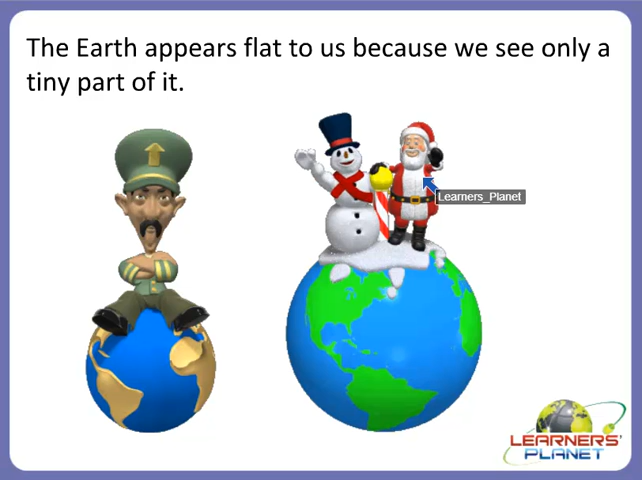 The Earth appears flat to us because we see only a
tiny part of it.
Learners_Planet
LEARNERS'
PLANET